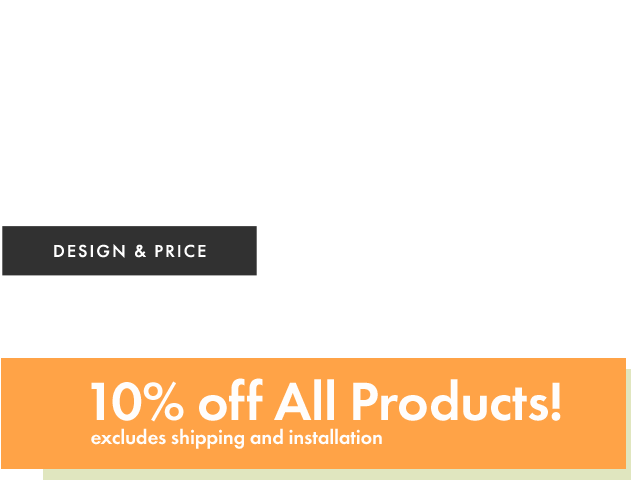 DESIGN & PRICE
10% off All Products!
excludes shipping and installation